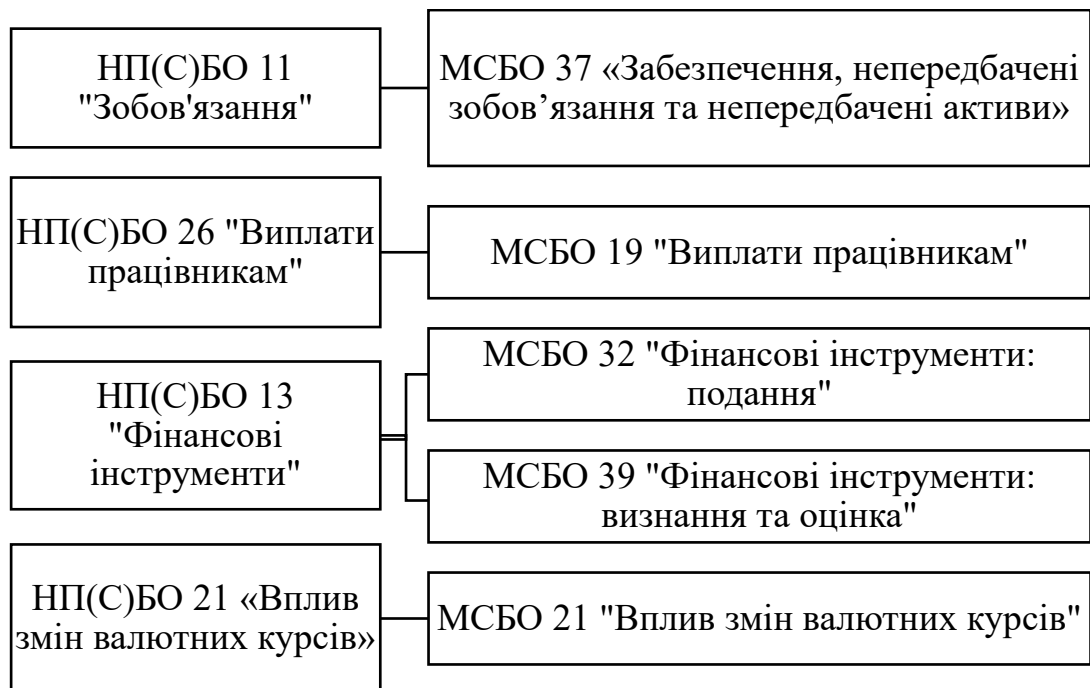 НП(С)БО 11
"Зобов'язання"
МСБО 37 «Забезпечення, непередбачені
зобов’язання та непередбачені активи»
НП(С)БО 26 "Виплати
працівникам"
МСБО 19 "Виплати працівникам"
НП(С)БО 13
"Фінансові
інструменти"
МСБО 32 "Фінансові інструменти:
подання"
МСБО 39 "Фінансові інструменти:
визнання та оцінка"
НП(С)БО 21 «Вплив
змін валютних курсів»
МСБО 21 "Вплив змін валютних курсів"